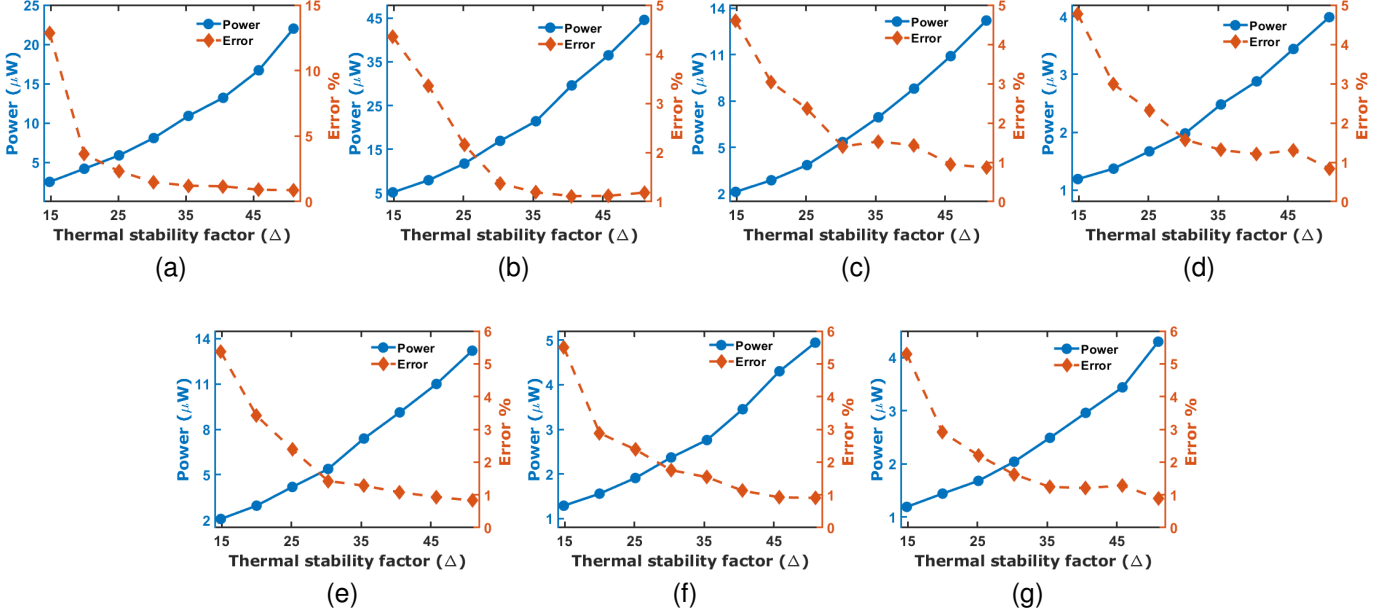 Power (μW)
25
20
15
10
5
15
10
5
0
Error %
Power
Error
15 25 35 45
Thermal stability factor (Δ)
(a)
Power (μW)
45
35
25
15
5
5
4
3
2
1
Error %
Power
Error
15 25 35 45
Thermal stability factor (Δ)
(b)
Power (μW)
14
11
8
5
2
5
4
3
2
1
0
Error %
Power
Error
15 25 35 45
Thermal stability factor (Δ)
(c)
Power (μW)
4
3
2
1
5
4
3
2
1
0
Error %
Power
Error
15 25 35 45
Thermal stability factor (Δ)
(d)
Power (μW)
14
11
8
5
2
6
5
4
3
2
1
0
Error %
Power
Error
15 25 35 45
Thermal stability factor (Δ)
(e)
Power (μW)
5
4
3
2
1
6
5
4
3
2
1
0
Error %
Power
Error
15 25 35 45
Thermal stability factor (Δ)
(f)
Power (μW)
4
3
2
1
6
5
4
3
2
1
0
Error %
Power
Error
15 25 35 45
Thermal stability factor (Δ)
(g)